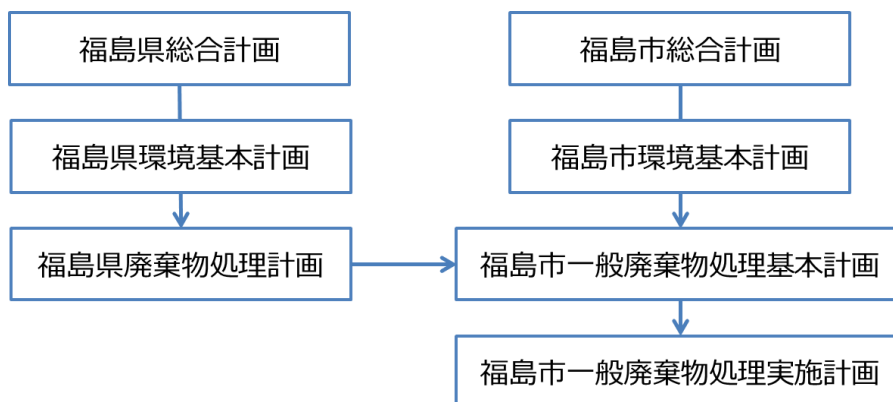 福島県総合計画
福島市総合計画
福島県環境基本計画
福島市環境基本計画
福島県廃棄物処理計画
福島市一般廃棄物処理基本計画
福島市一般廃棄物処理実施計画